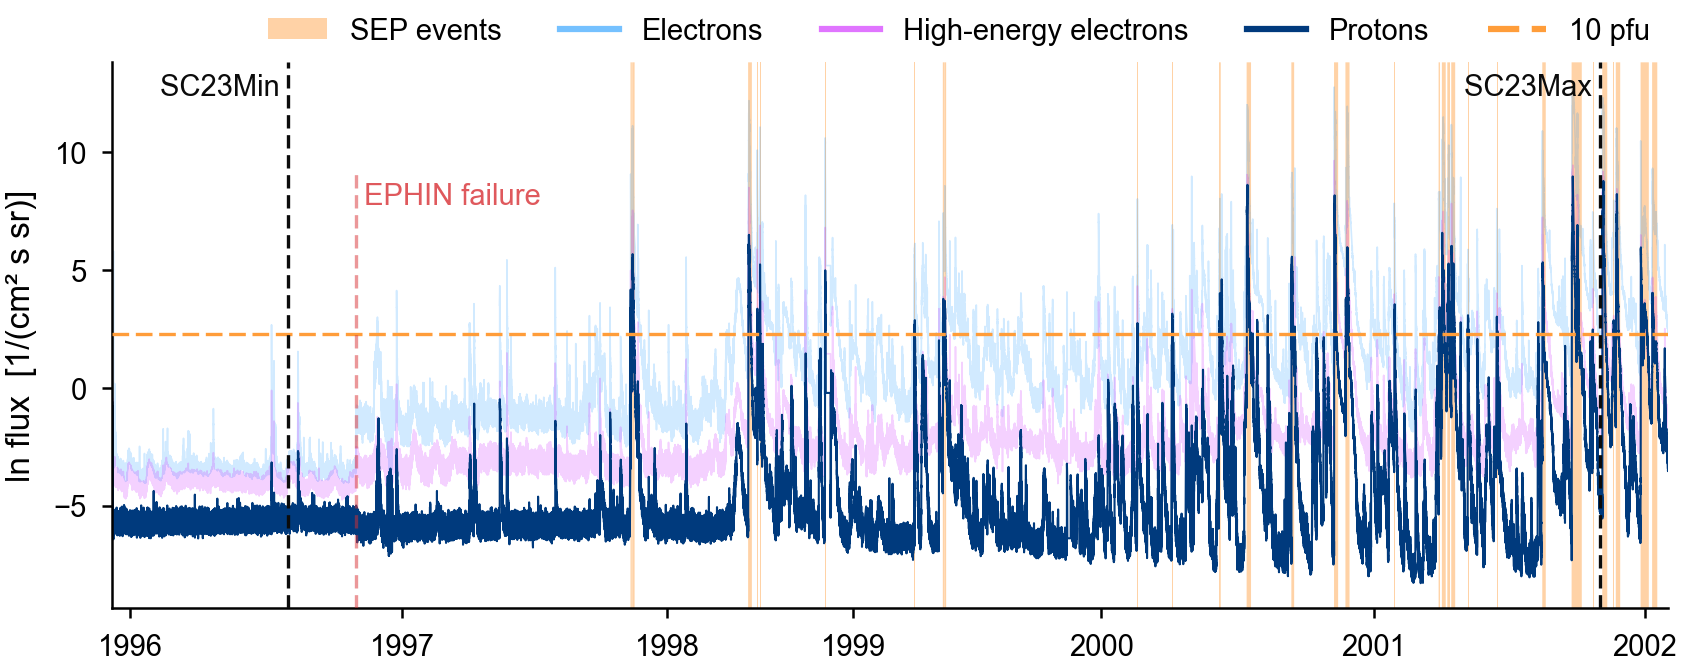 SEP events
Electrons
High-energy electrons
Protons
10 pfu
SC23Min
SC23Max
EPHIN failure
ln flux [1/(cm² s sr)]
10
5
0
−5
1996
1997
1998
1999
2000
2001
2002